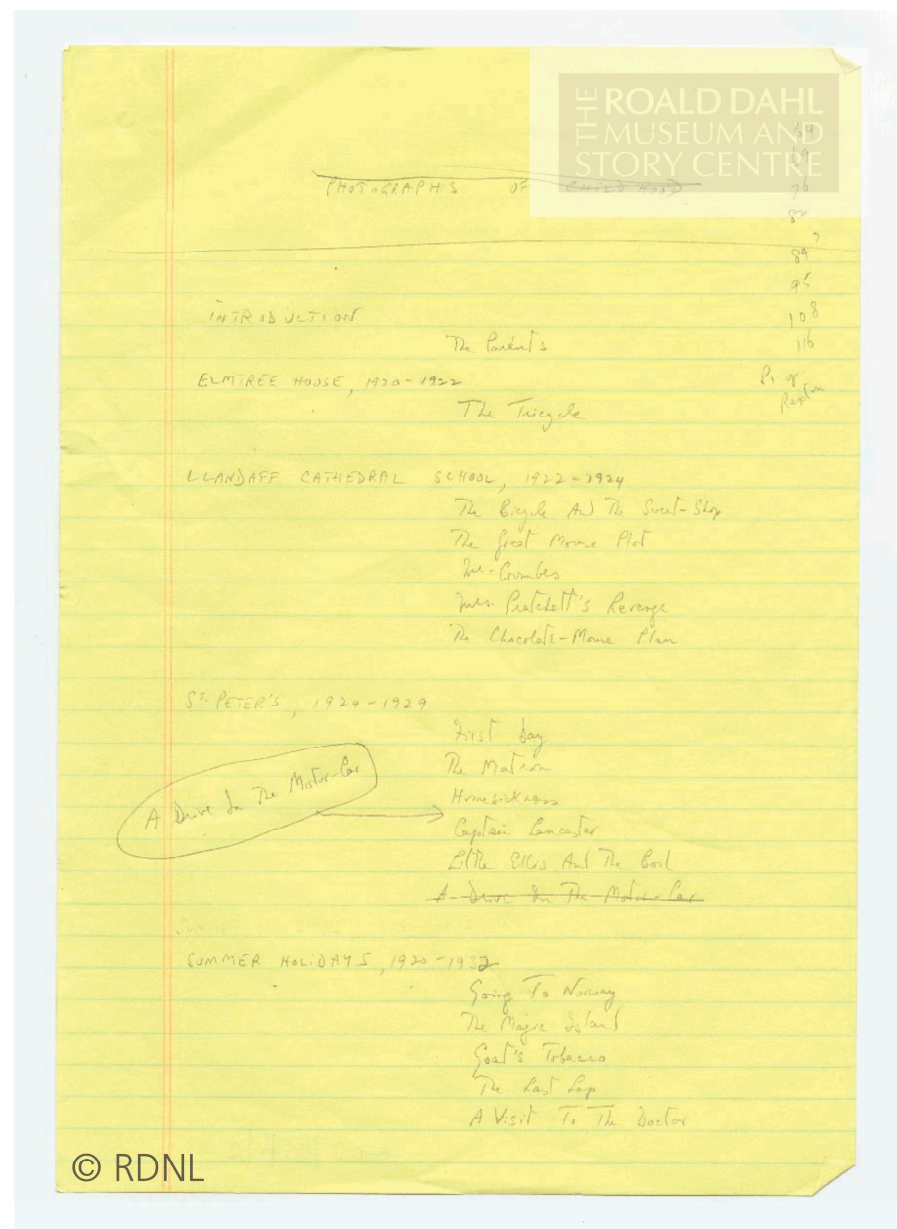 THE ROALD DAHL
MUSEUM AND
STORY CENTRE
PHOTOGRAPHS OF CHILDHOOD
69
76
82
89
95
108
116
INTRODUCTION
The Parents
ELMTREE HOUSE, 1920-1922
The Tricycle
Repton
LLANDAFF CATHEDRAL SCHOOL, 1922-1924
The Bicycle And The Sweet-Shop
The Great Mouse Plot
Mr. Coombes
Mrs. Pratchett's Revenge
The Chocolate-Mouse Plan
St. PETER'S, 1924-1929
First Day
The Matron
Homesickness
A Drive In The Motor-Car
Captain Lancaster
Little Ellis And The Boil
A Drive In The Motor-Car
SUMMER HOLIDAYS, 1920-1932
Going To Norway
The Magic Island
Goat's Tobacco
The Last Lap
A Visit To The Doctor
© RDNL